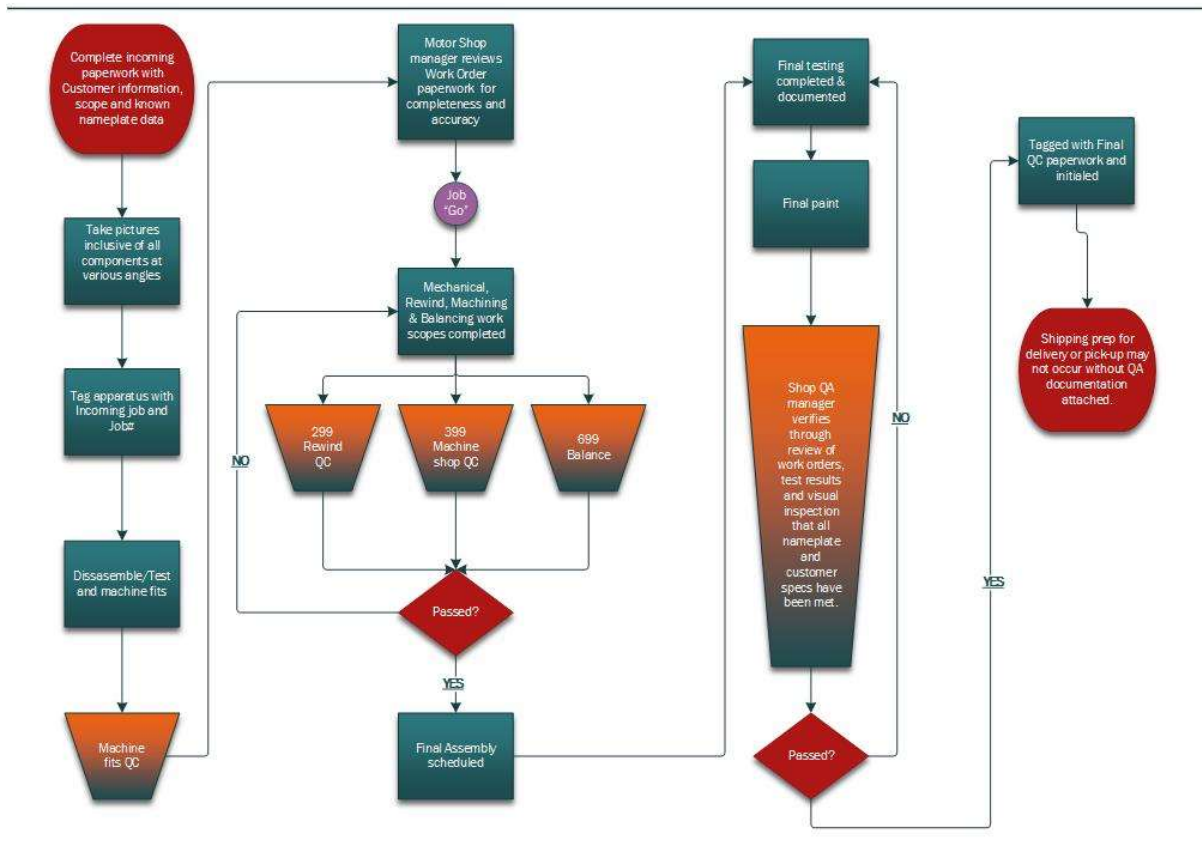 Complete incoming
paperwork with
Customer information,
scope and known
nameplate data
Take pictures
inclusive of all
components at
various angles
Tag apparatus with
Incoming job and
Job#
Dissasemble/Test
and machine fits
Machine
fits QC
Motor Shop
manager reviews
Work Order
paperwork for
completeness and
accuracy
Job
"Go"
Mechanical,
Rewind, Machining
& Balancing work
scopes completed
299
Rewind
QC
399
Machine
shop QC
699
Balance
NO
Passed?
YES
Final Assembly
scheduled
Final testing
completed &
documented
Final paint
Shop QA
manager
verifies
through
review of
work orders,
test results
and visual
inspection
that all
nameplate
and
customer
specs have
been met.
NO
Passed?
YES
Tagged with Final
QC paperwork and
initialed
Shipping prep for
delivery or pick-up may
not occur without QA
documentation
attached.